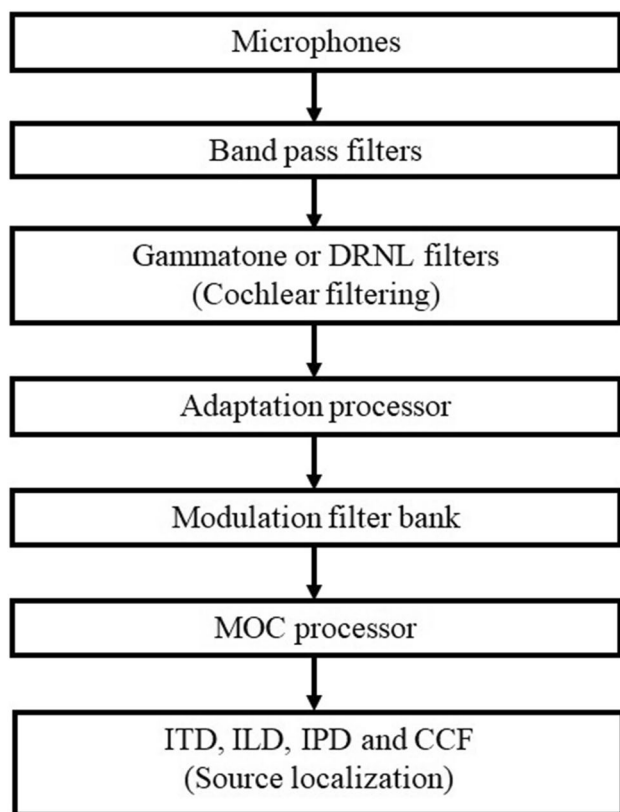 Microphones
Band pass filters
Gammatone or DRNL filters
(Cochlear filtering)
Adaptation processor
Modulation filter bank
MOC processor
ITD, ILD, IPD and CCF
(Source localization)